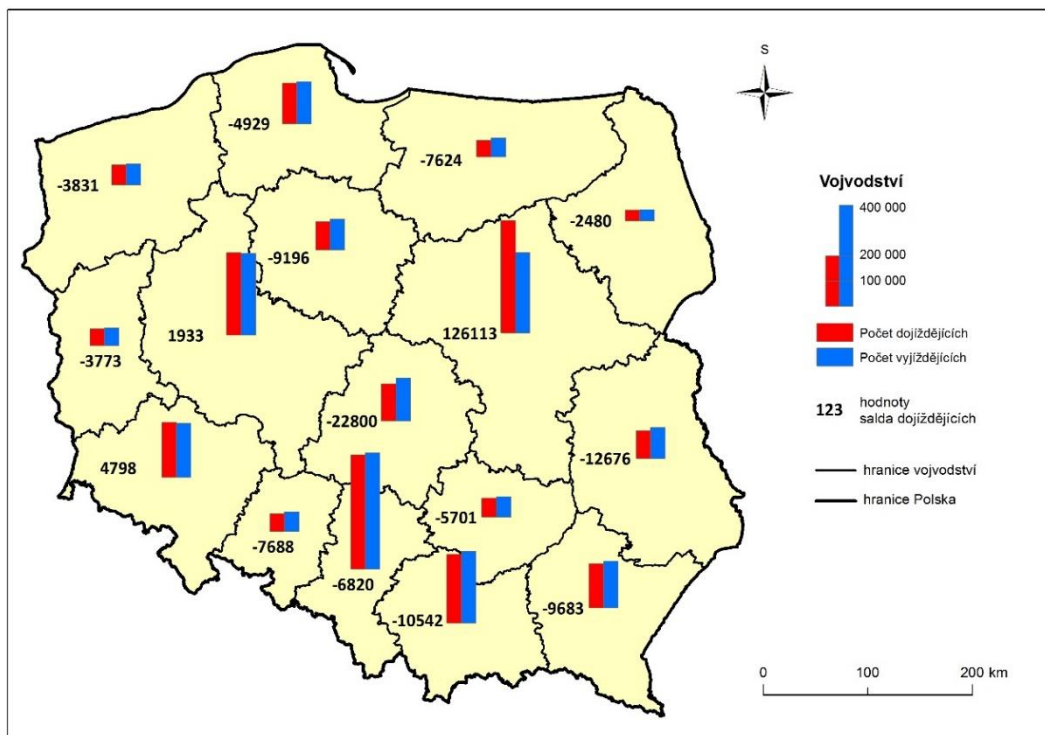 S
-4929
-7624
-3831
-2480
-9196
1933
126113
-3773
-22800
4798
-12676
-5701
-7688
-6820
-10542
-9683
Vojvodství
400 000
200 000
100 000
Počet dojíždějících
Počet vyjíždějících
123 hodnoty
salda dojíždějících
hranice vojvodství
hranice Polska
0 100 200 km